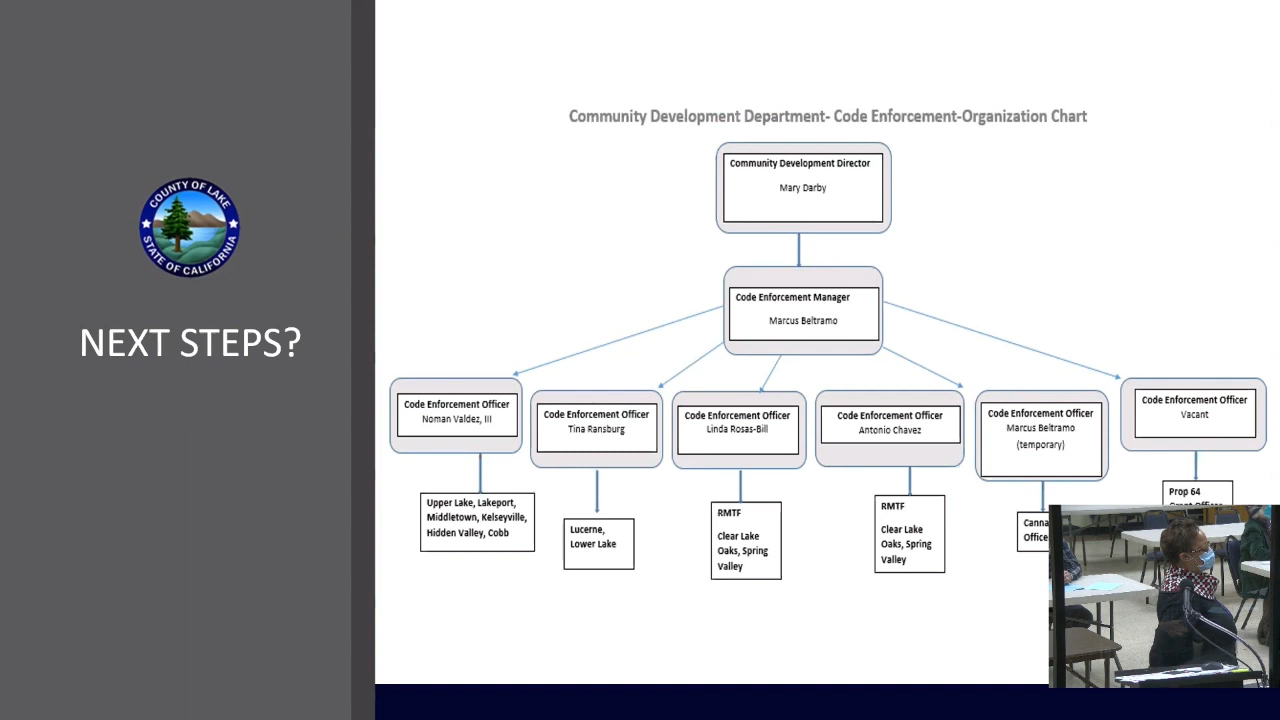 COUNTY OF LAKE
STATE OF CALIFORNIA
NEXT STEPS?
Community Development Department- Code Enforcement-Organization Chart
Community Development Director
Mary Darby
Code Enforcement Manager
Marcus Beltramo
Code Enforcement Officer
Noman Valdez, III
Code Enforcement Officer
Tina Ransburg
Code Enforcement Officer
Linda Rosas-Bill
Code Enforcement Officer
Antonio Chavez
Code Enforcement Officer
Marcus Beltramo
(temporary)
Code Enforcement Officer
Vacant
Upper Lake, Lakeport,
Middletown, Kelseyville,
Hidden Valley, Cobb
Lucerne,
Lower Lake
RMTF
Clear Lake
Oaks, Spring
Valley
RMTF
Clear Lake
Oaks, Spring
Valley
Canna
Office
Prop 64